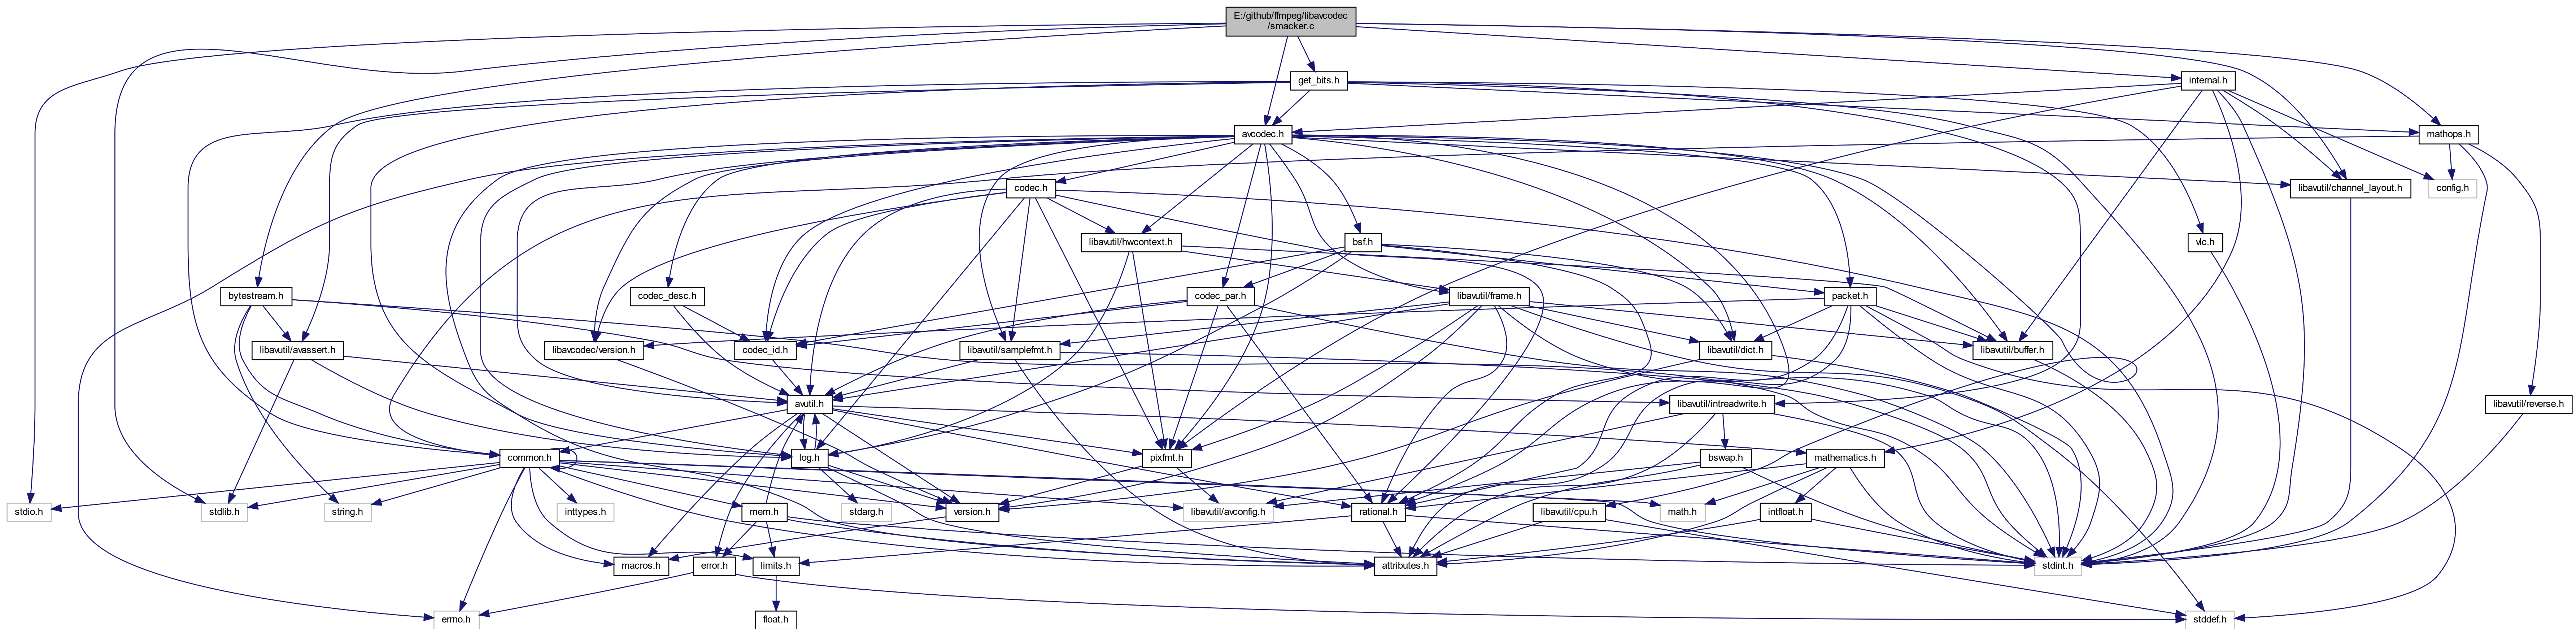 E:/github/ffmpeg/libavcodec
/smacker.c
get_bits.h
internal.h
avcodec.h
mathops.h
codec.h
libavutil/channel_layout.h
config.h
libavutil/hwcontext.h
bsf.h
vlc.h
bytestream.h
codec_desc.h
codec_par.h
libavutil/frame.h
packet.h
libavutil/avassert.h
libavcodec/version.h
codec_id.h
libavutil/samplefmt.h
libavutil/dict.h
libavutil/buffer.h
avutil.h
libavutil/intreadwrite.h
libavutil/reverse.h
common.h
log.h
pixfmt.h
bswap.h
mathematics.h
stdio.h
stdlib.h
string.h
inttypes.h
mem.h
stdarg.h
version.h
libavutil/avconfig.h
rational.h
libavutil/cpu.h
math.h
intfloat.h
macros.h
error.h
limits.h
attributes.h
stdint.h
errno.h
float.h
stddef.h